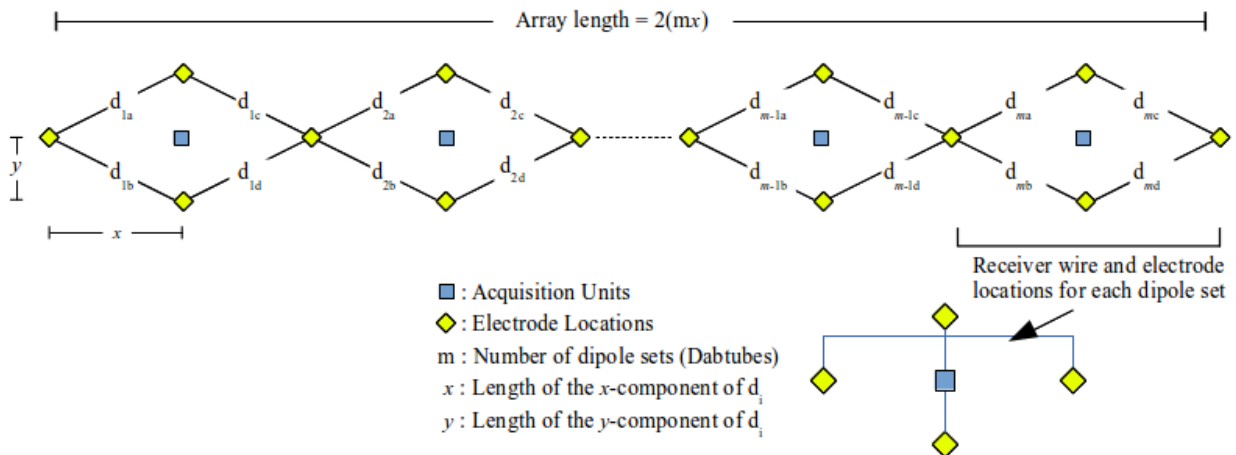 Array length = 2(mx)
d1a d1c d2a d2c dm-1a dm-1c dma dmc
y
d1b d1d d2b d2d dm-1b dm-1d dmb dmd
x
Receiver wire and electrode
locations for each dipole set
: Acquisition Units
: Electrode Locations
m : Number of dipole sets (Dabtubes)
x : Length of the x-component of di
y : Length of the y-component of di